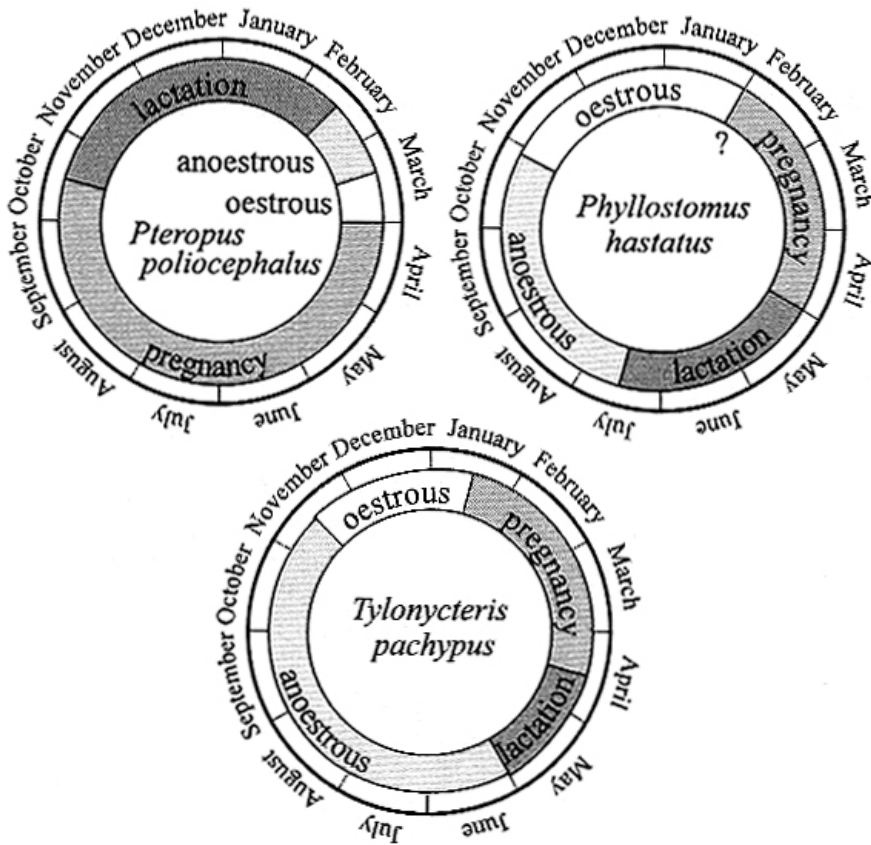 January
February
March
April
May
June
July
August
September
October
November
December
lactation
anoestrous
oestrous
pregnancy
Pteropus
poliocephalus
January
February
March
April
May
June
July
August
September
October
November
December
oestrous
?
pregnancy
lactation
anoestrous
Phyllostomus
hastatus
January
February
March
April
May
June
July
August
September
October
November
December
oestrous
pregnancy
lactation
anoestrous
Tylonycteris
pachypus